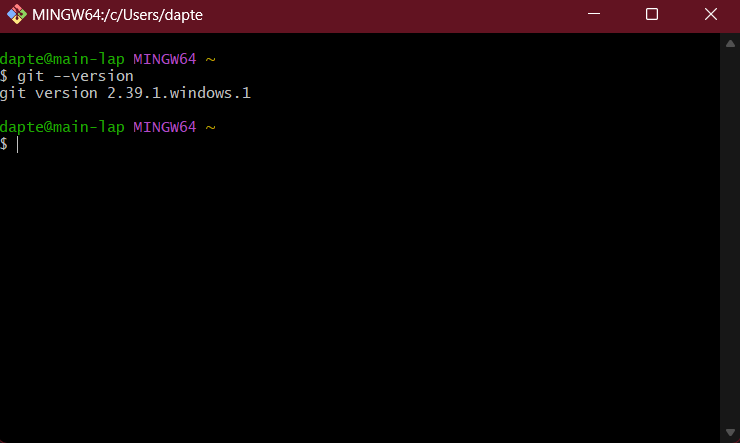 MINGW64:/c/Users/dapte
dapte@main-lap MINGW64 ~
$ git --version
git version 2.39.1.windows.1
dapte@main-lap MINGW64 ~
$